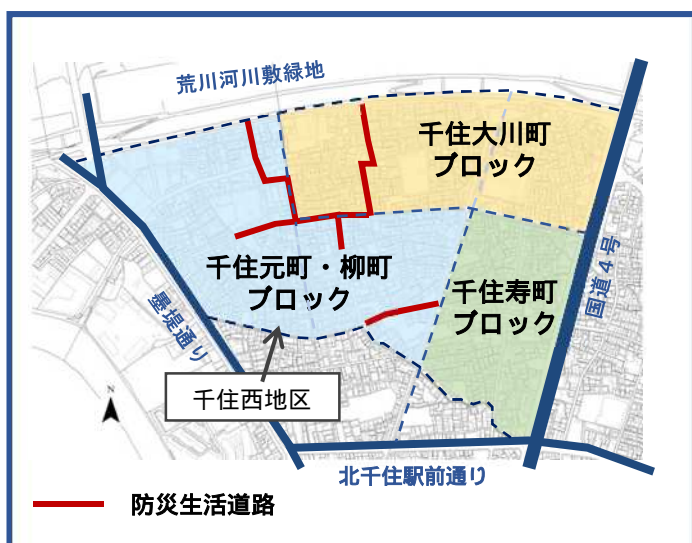 荒川河川敷緑地
千住大川町
ブロック
千住元町・柳町
ブロック
千住寿町
ブロック
国道４号
墨堤通り
千住西地区
N
北千住駅前通り
防災生活道路